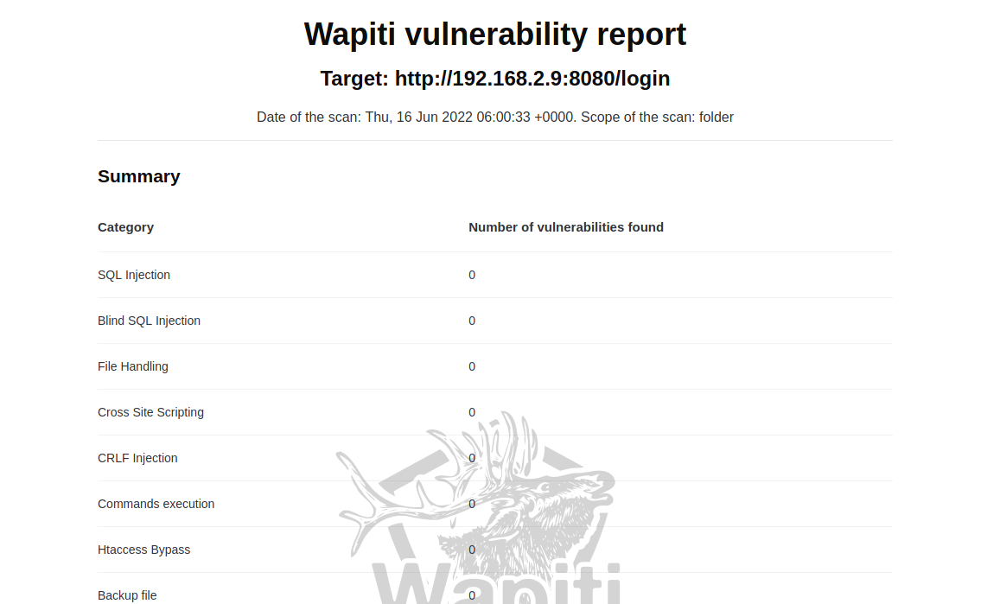 Wapiti vulnerability report
Target: http://192.168.2.9:8080/login
Date of the scan: Thu, 16 Jun 2022 06:00:33 +0000. Scope of the scan: folder
Summary
Category Number of vulnerabilities found
SQL Injection 0
Blind SQL Injection 0
File Handling 0
Cross Site Scripting 0
CRLF Injection 0
Commands execution 0
Htaccess Bypass 0
Wapiti
Backup file 0